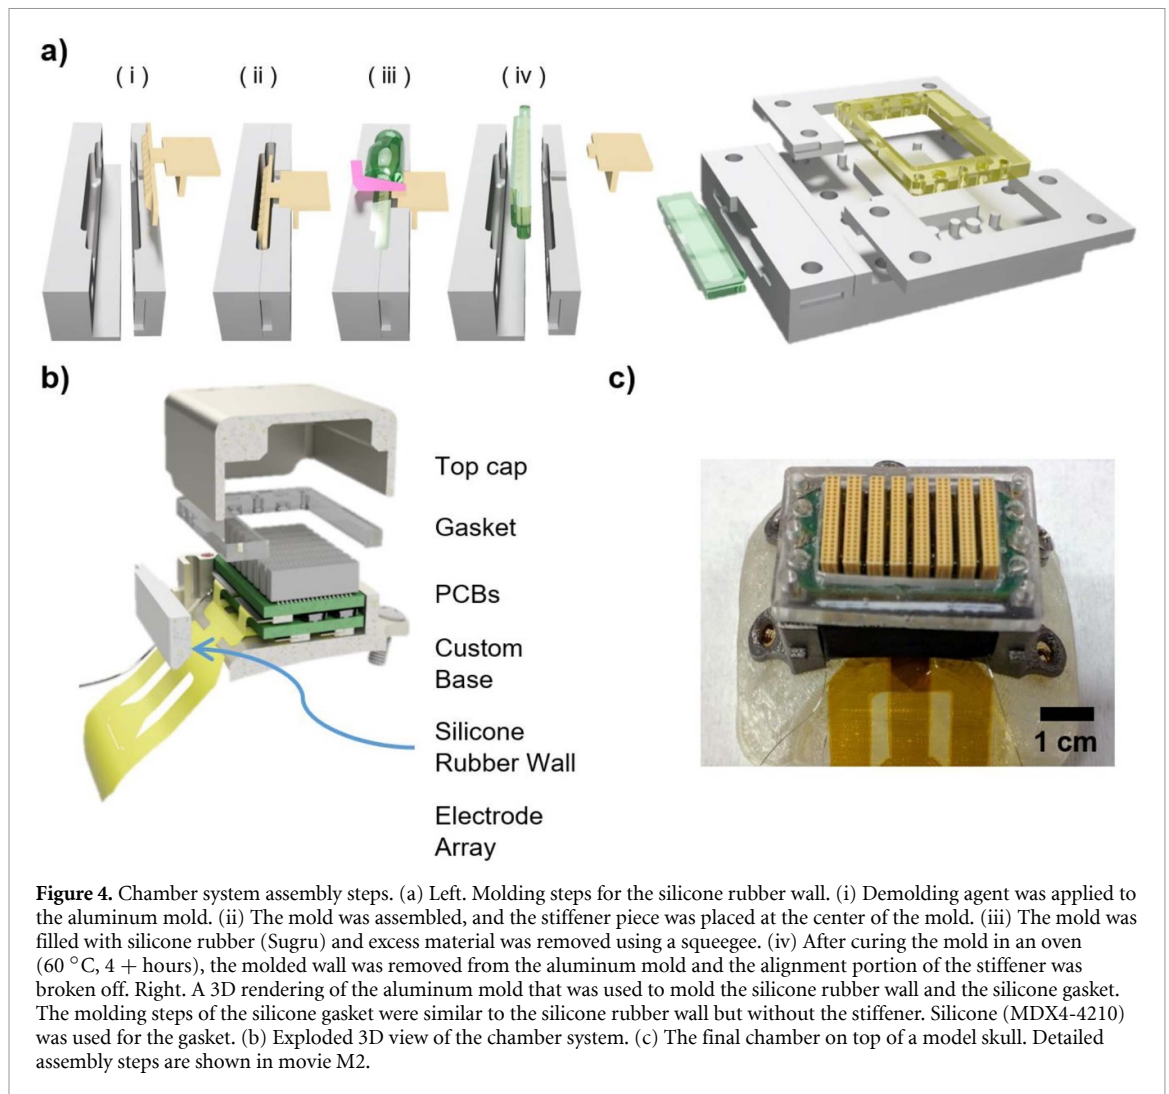 a)
( i )
( ii )
( iii )
( iv )
b)
Top cap
Gasket
PCBs
Custom
Base
Silicone
Rubber Wall
Electrode
Array
c)
1 cm
Figure 4. Chamber system assembly steps. (a) Left. Molding steps for the silicone rubber wall. (i) Demolding agent was applied to
the aluminum mold. (ii) The mold was assembled, and the stiffener piece was placed at the center of the mold. (iii) The mold was
filled with silicone rubber (Sugru) and excess material was removed using a squeegee. (iv) After curing the mold in an oven
(60 °C, 4 + hours), the molded wall was removed from the aluminum mold and the alignment portion of the stiffener was
broken off. Right. A 3D rendering of the aluminum mold that was used to mold the silicone rubber wall and the silicone gasket.
The molding steps of the silicone gasket were similar to the silicone rubber wall but without the stiffener. Silicone (MDX4-4210)
was used for the gasket. (b) Exploded 3D view of the chamber system. (c) The final chamber on top of a model skull. Detailed
assembly steps are shown in movie M2.